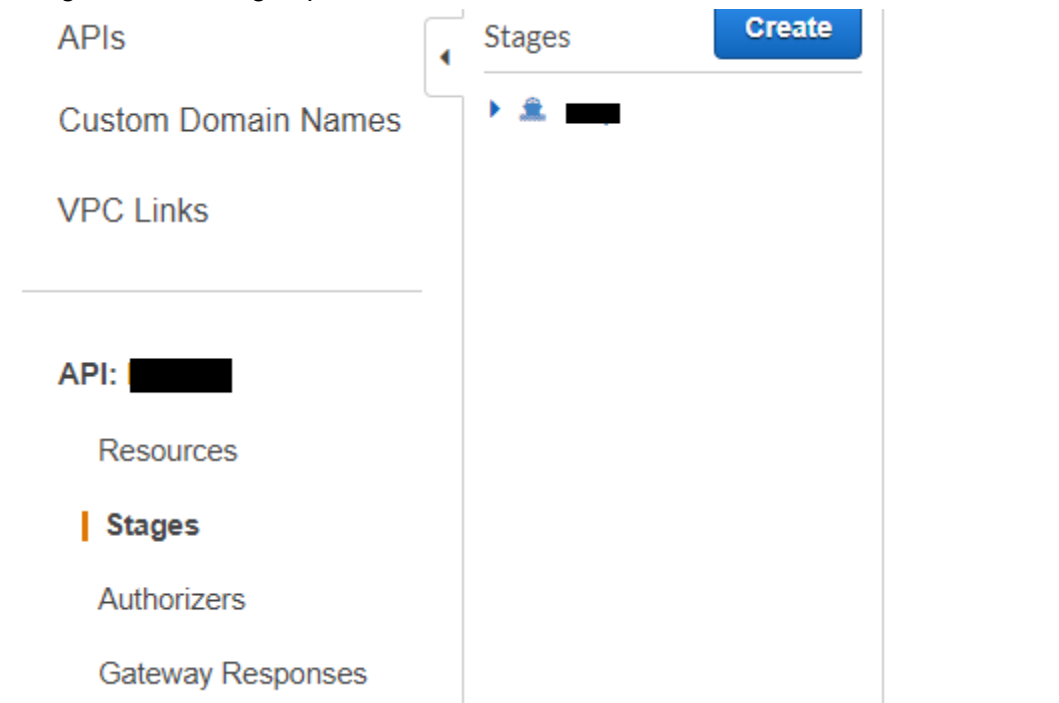 APIs
Custom Domain Names
VPC Links
API:
Resources
Stages
Authorizers
Gateway Responses
Stages
Create